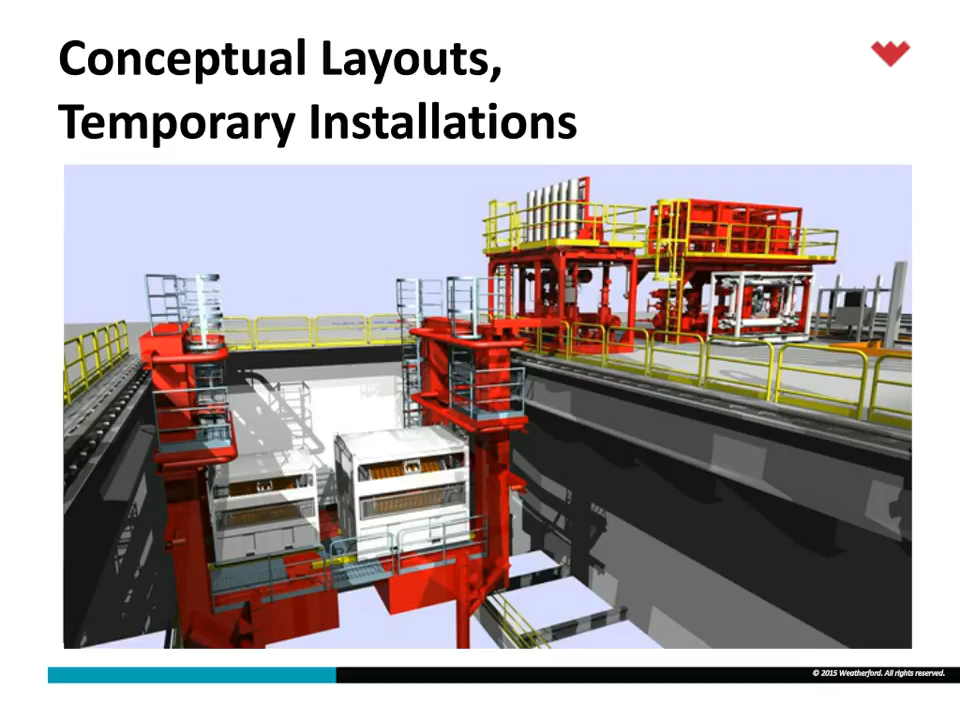 Conceptual Layouts,
Temporary Installations
© 2015 Weatherford. All rights reserved.